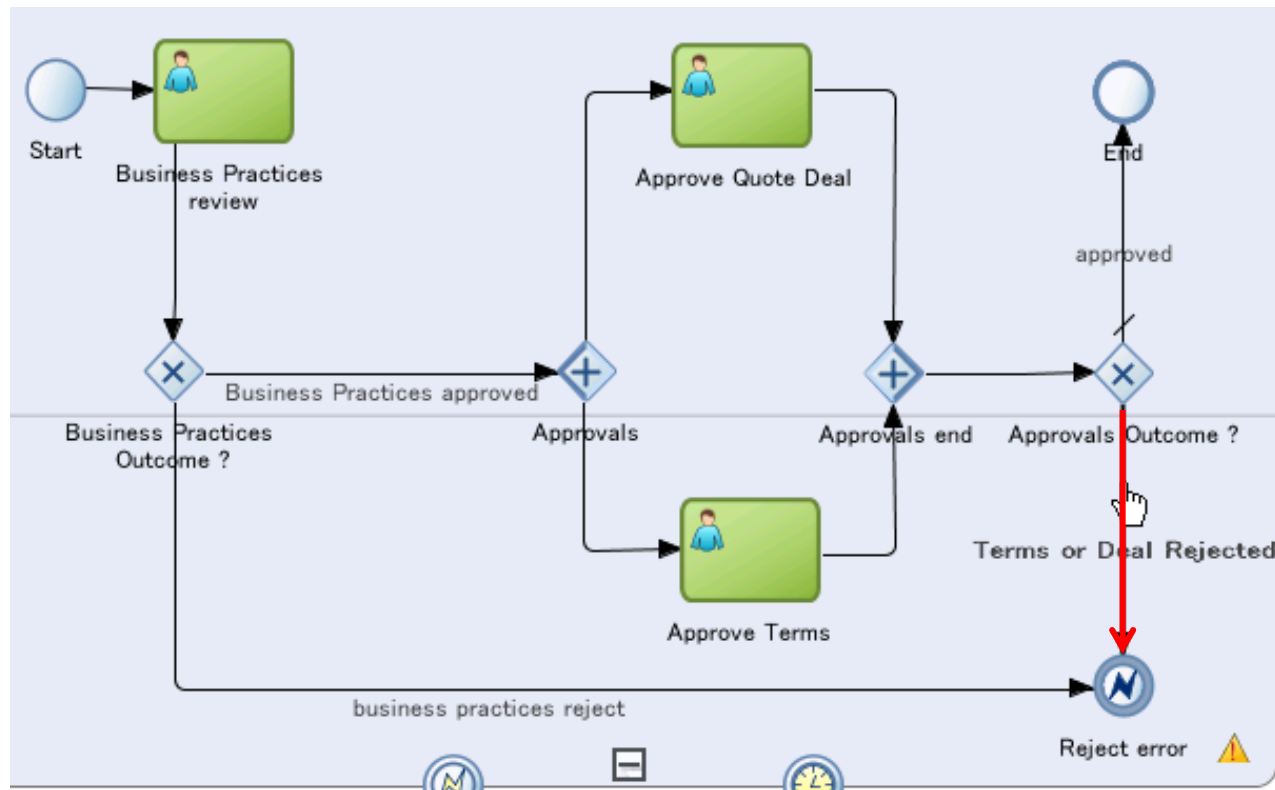 Start
Business Practices
review
Approve Quote Deal
End
approved
Business Practices approved
Business Practices
Outcome ?
Approvals
Approvals end
Approvals Outcome ?
Terms or Deal Rejected
Approve Terms
business practices reject
Reject error